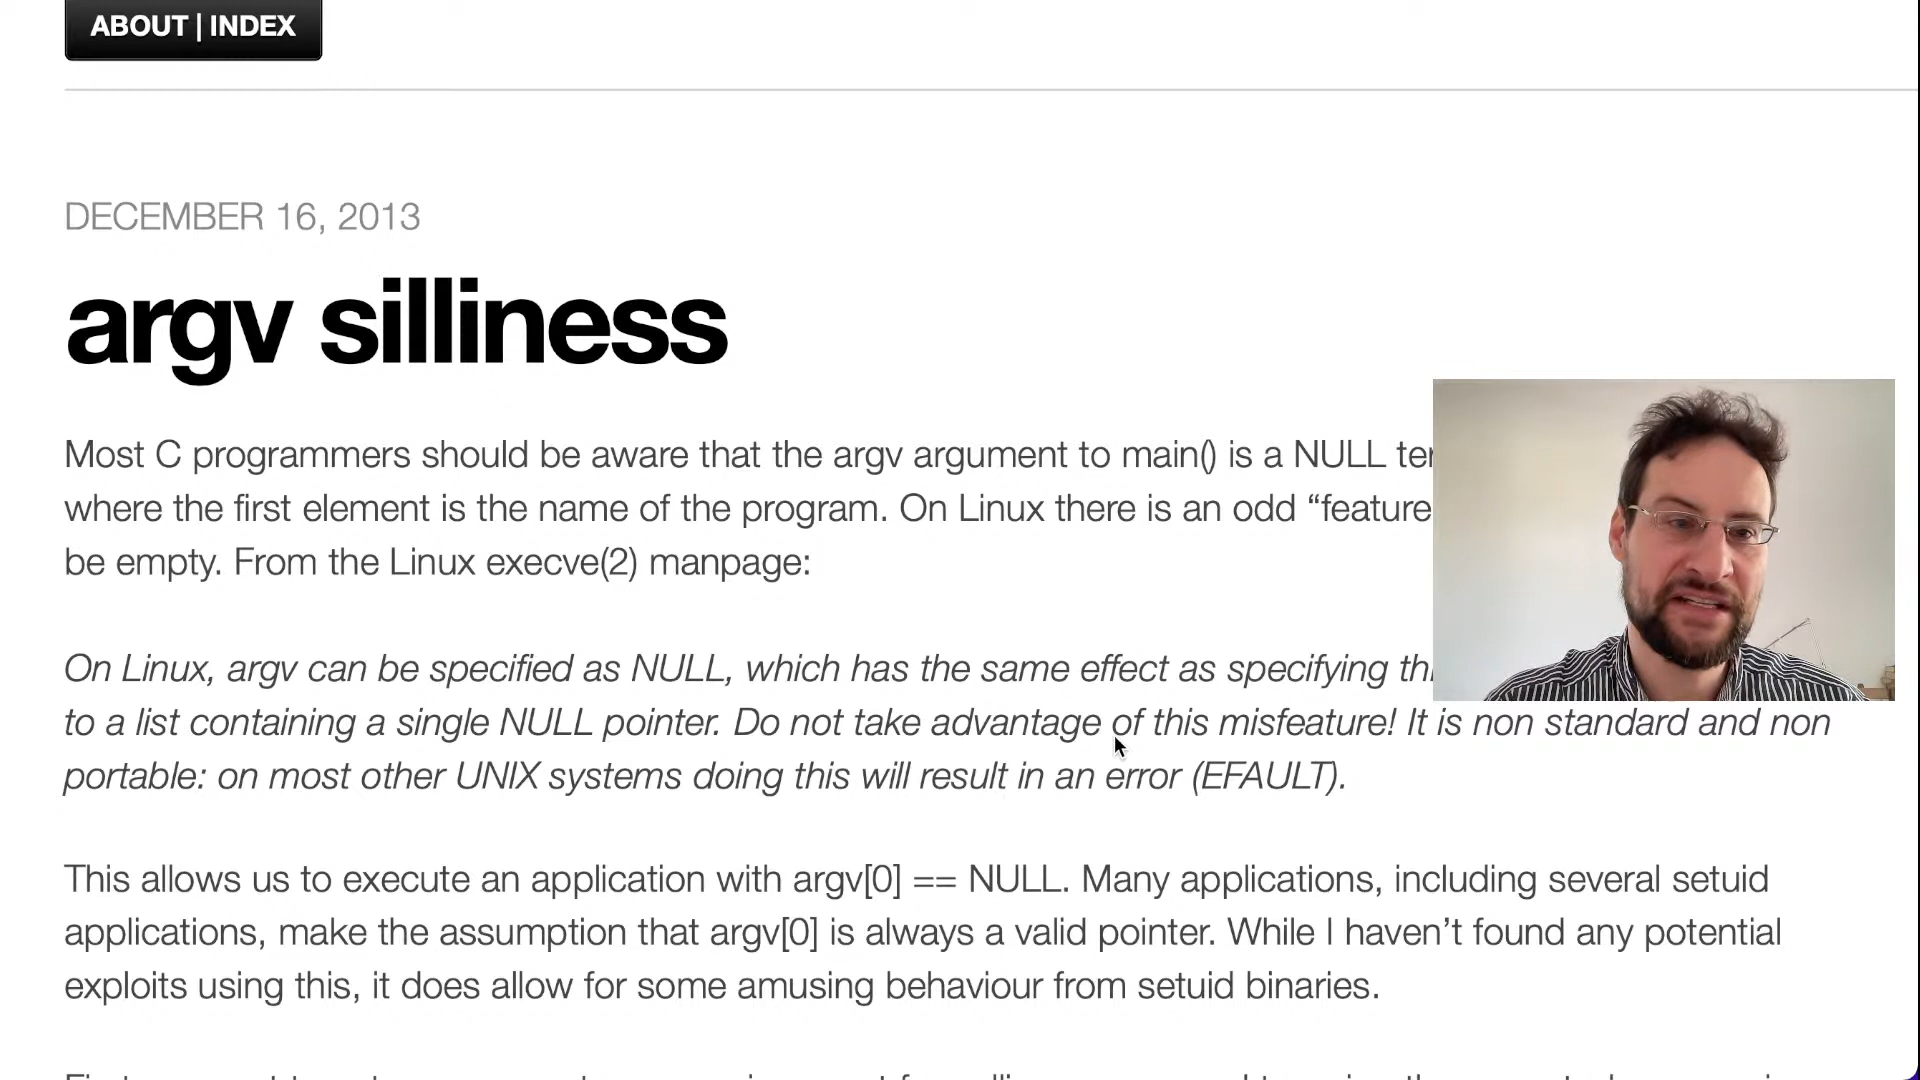 ABOUT | INDEX
DECEMBER 16, 2013
argv silliness
Most C programmers should be aware that the argv argument to main() is a NULL
where the first element is the name of the program. On Linux there is an odd “feature
be empty. From the Linux execve(2) manpage:
On Linux, argv can be specified as NULL, which has the same effect as specifying
to a list containing a single NULL pointer. Do not take advantage of this misfeature! It is non standard and non
portable: on most other UNIX systems doing this will result in an error (EFAULT).
This allows us to execute an application with argv[0] == NULL. Many applications, including several setuid
applications, make the assumption that argv[0] is always a valid pointer. While I haven’t found any potential
exploits using this, it does allow for some amusing behaviour from setuid binaries.